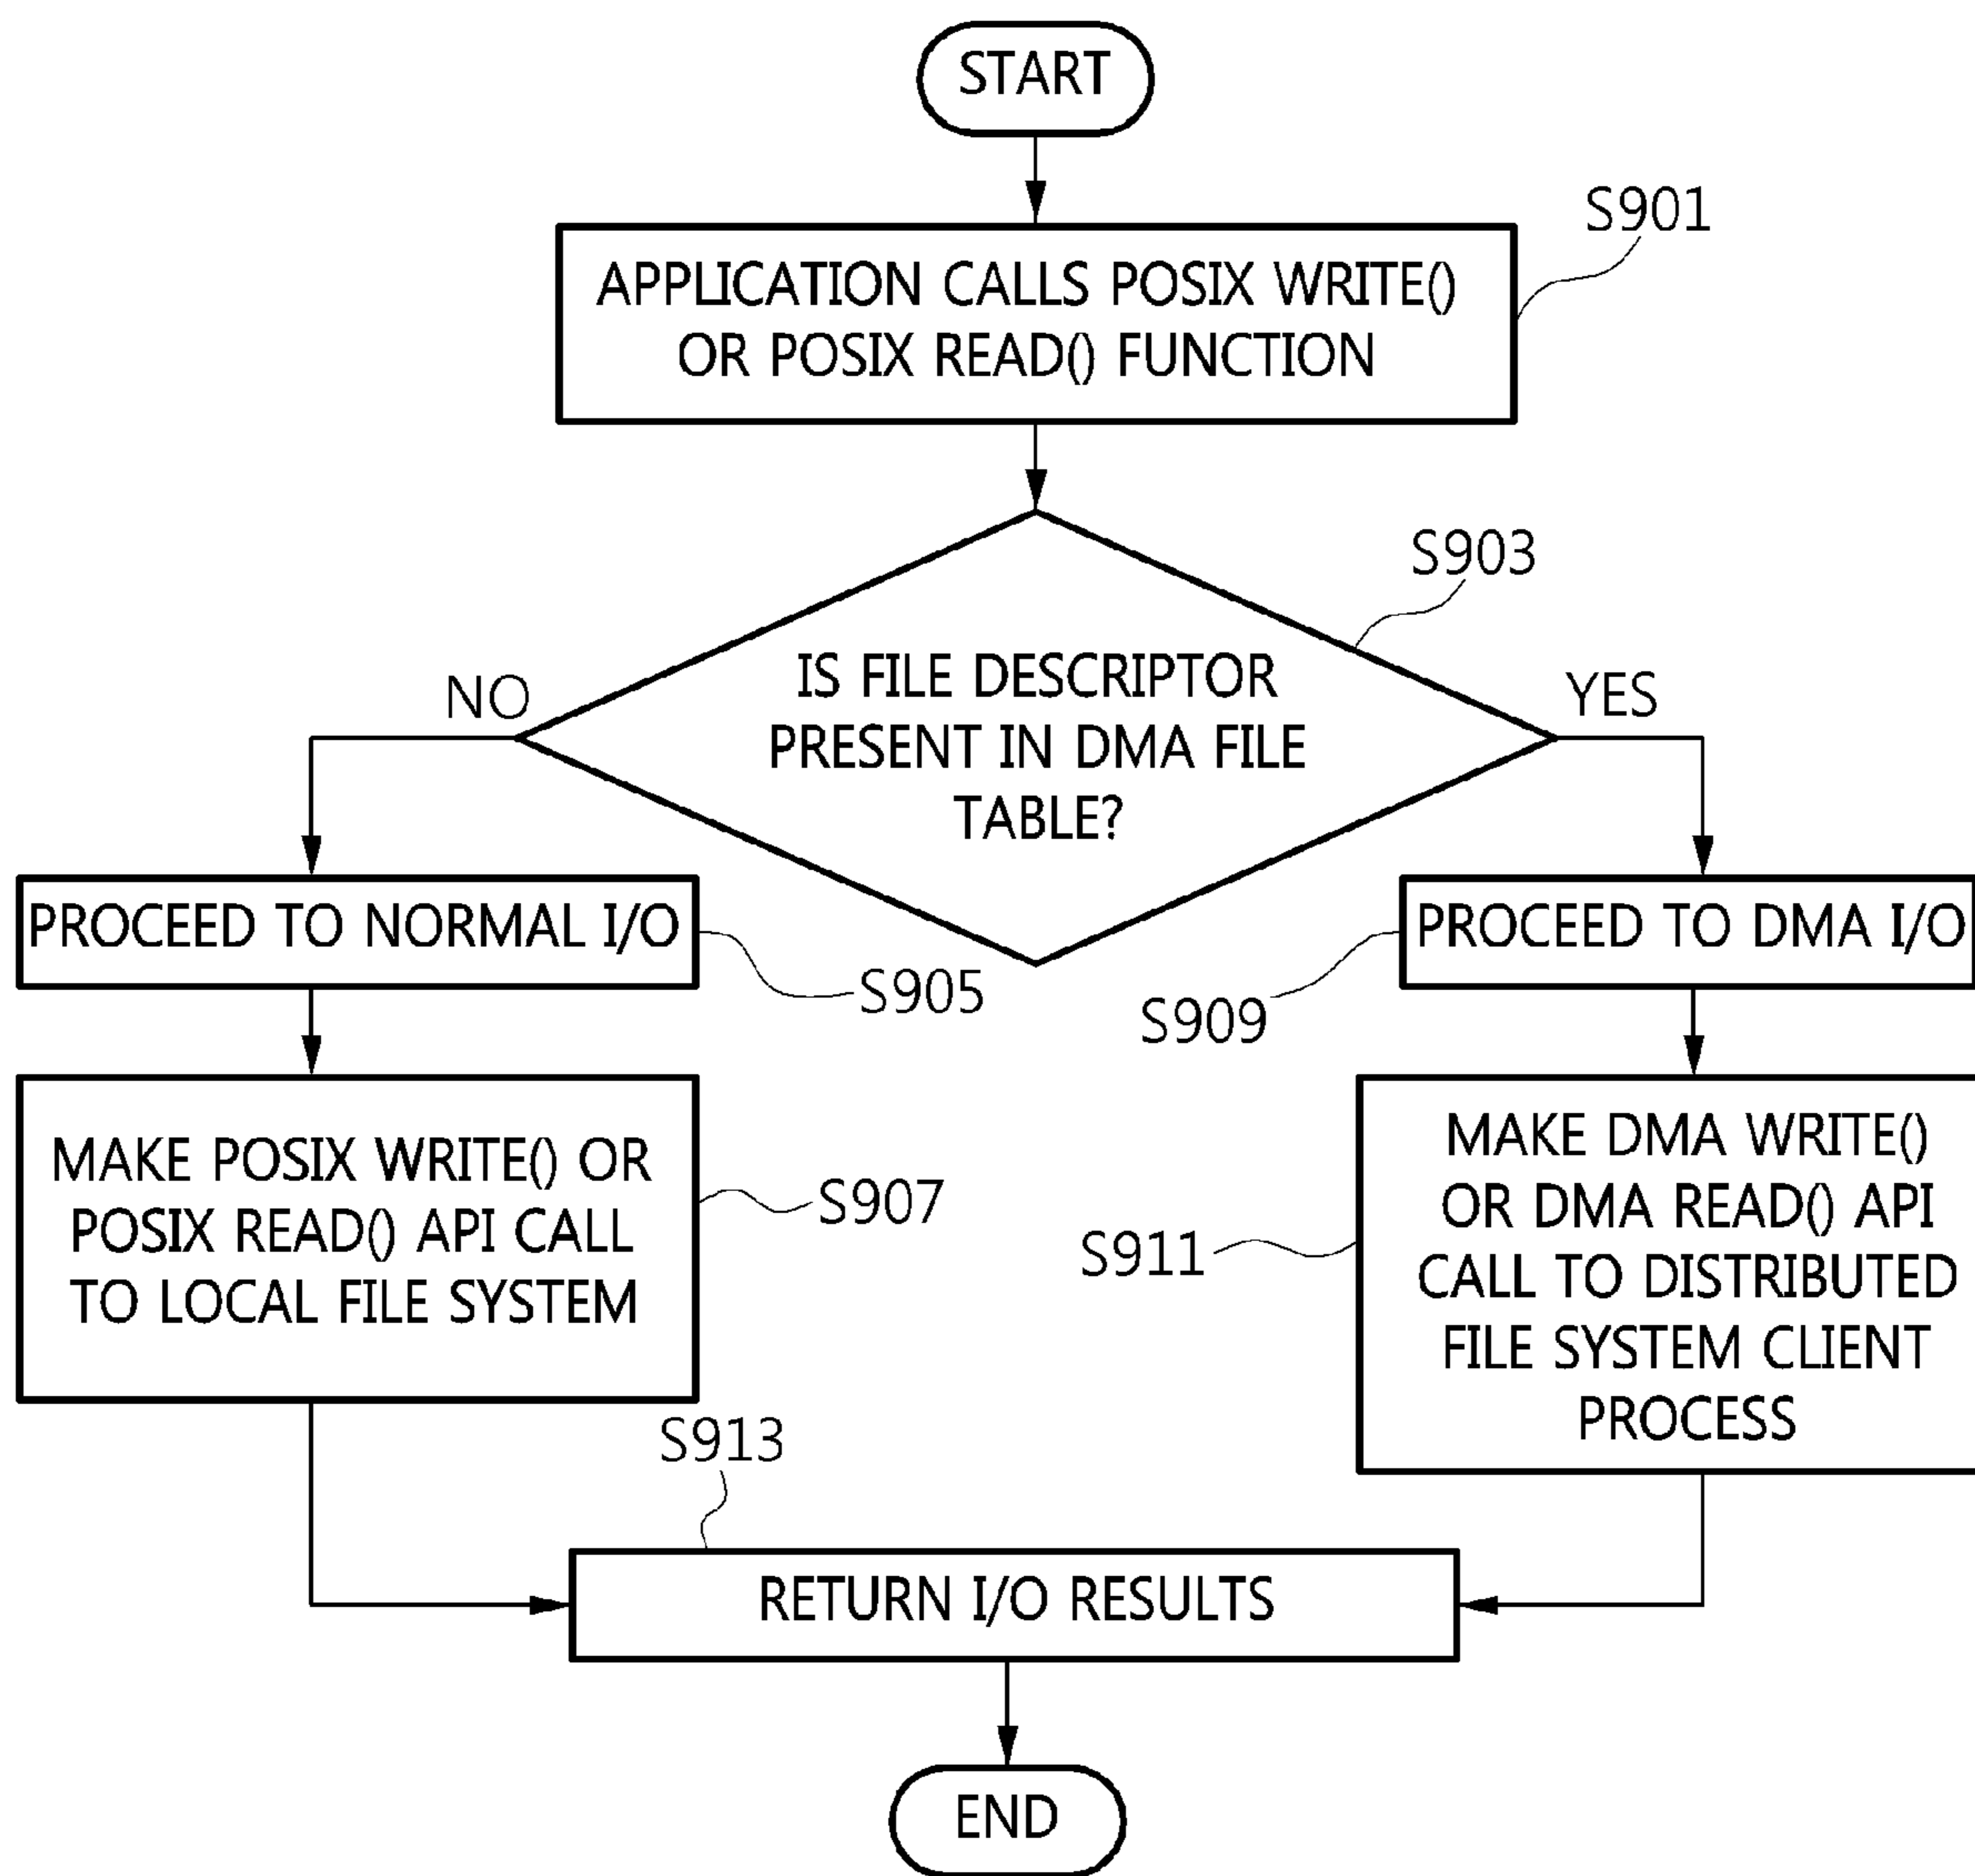 START
S901
APPLICATION CALLS POSIX WRITE()
OR POSIX READ() FUNCTION
S903
IS FILE DESCRIPTOR
PRESENT IN DMA FILE
TABLE?
NO
YES
PROCEED TO NORMAL I/O
S905
PROCEED TO DMA I/O
S909
MAKE POSIX WRITE() OR
POSIX READ() API CALL
TO LOCAL FILE SYSTEM
S907
MAKE DMA WRITE()
OR DMA READ() API
CALL TO DISTRIBUTED
FILE SYSTEM CLIENT
PROCESS
S911
S913
RETURN I/O RESULTS
END